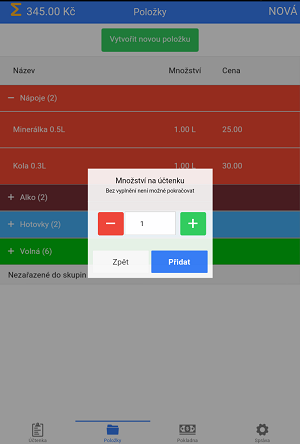 345.00 Kč Položky NOVÁ
Vytvořit novou položku
Název Množství Cena
− Nápoje (2)
Minerálka 0.5L 1.00 L 25.00
Kola 0.3L 1.00 L 30.00
+ Alko (2)
+ Hotovky (2)
+ Volná (6)
Nezařazené do skupin
Množství na účtenku
Bez vyplnění není možné pokračovat
− 1 +
Zpět Přidat
Účtenka Položky Pokladna Správa